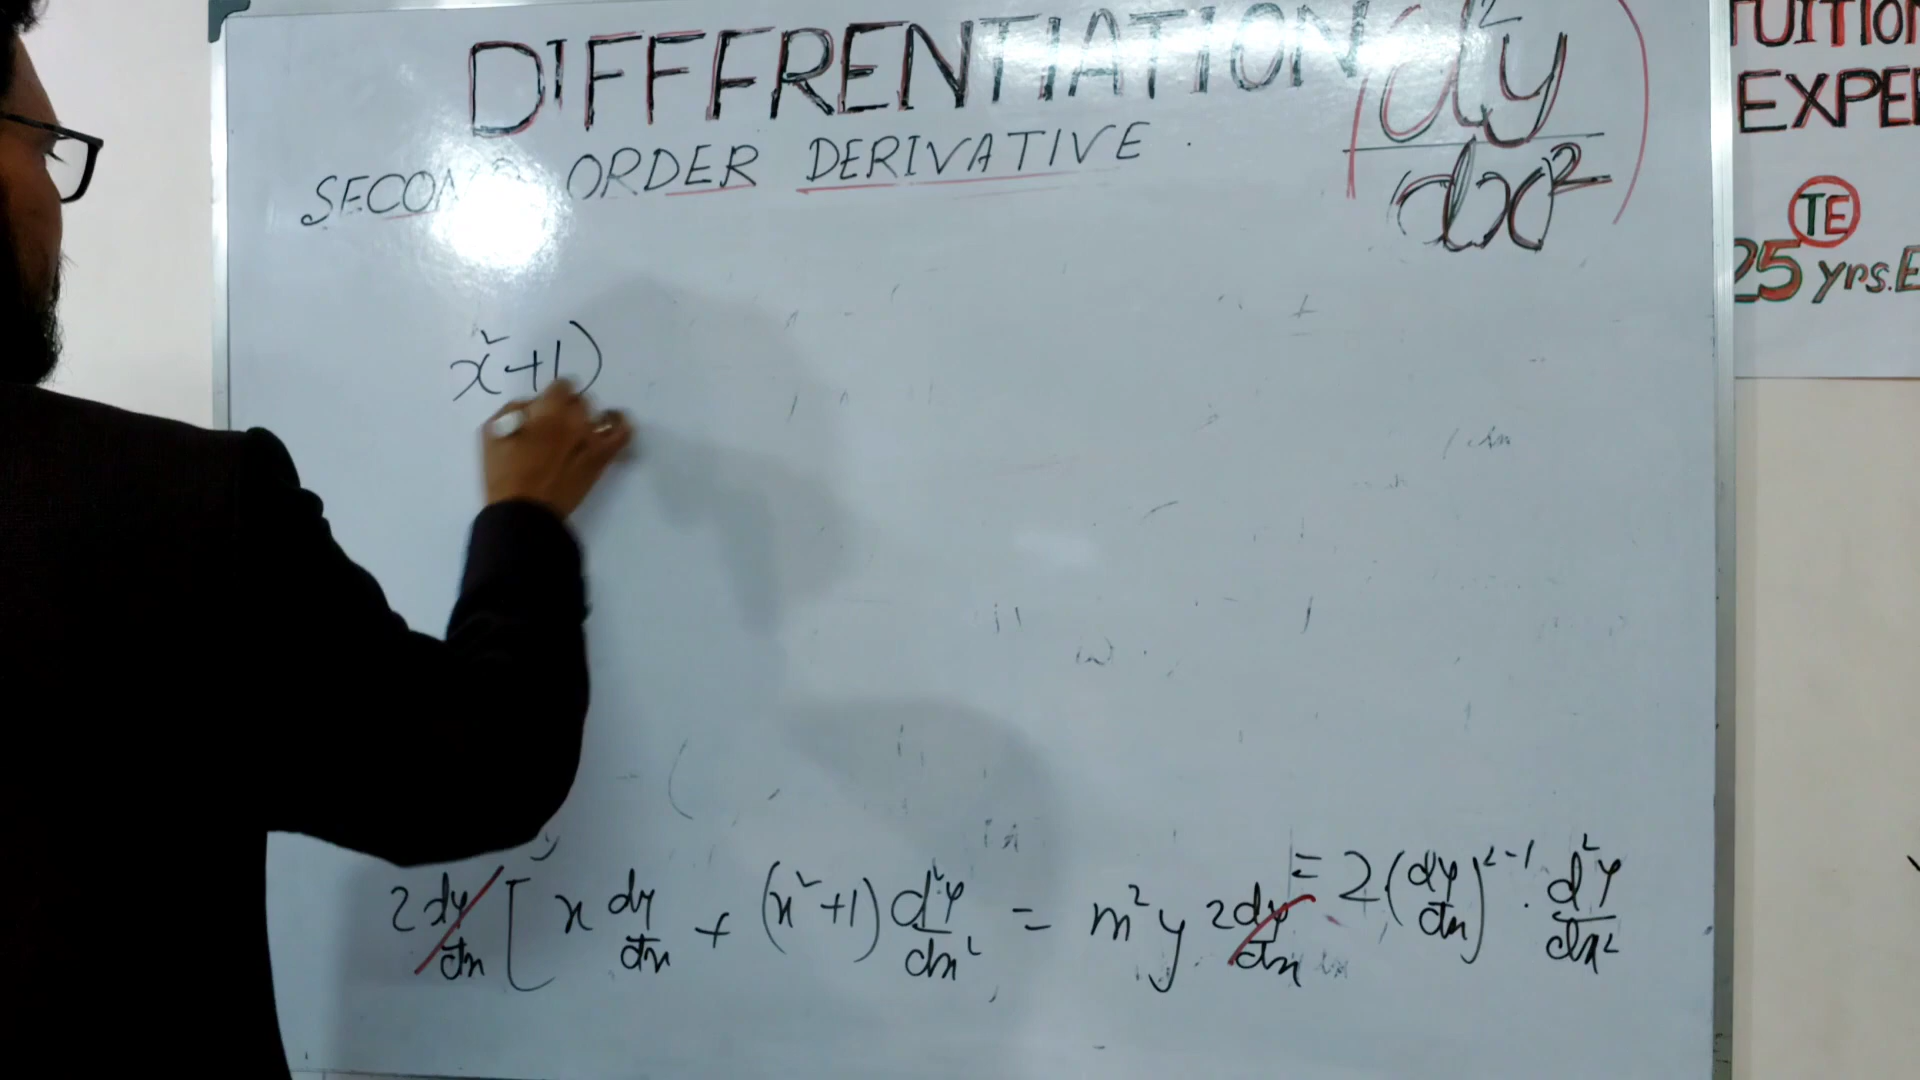 DIFFFRENTIATION (d²y/dx²)
SECOND ORDER DERIVATIVE .
x²+1)
2 dy/dx [ x dy/dx + (x²+1) d²y/dx² = m²y 2 dy/dx = 2(dy/dx)²⁻¹ . d²y/dx²
TUITION
EXPE
TE
25 yrs.E